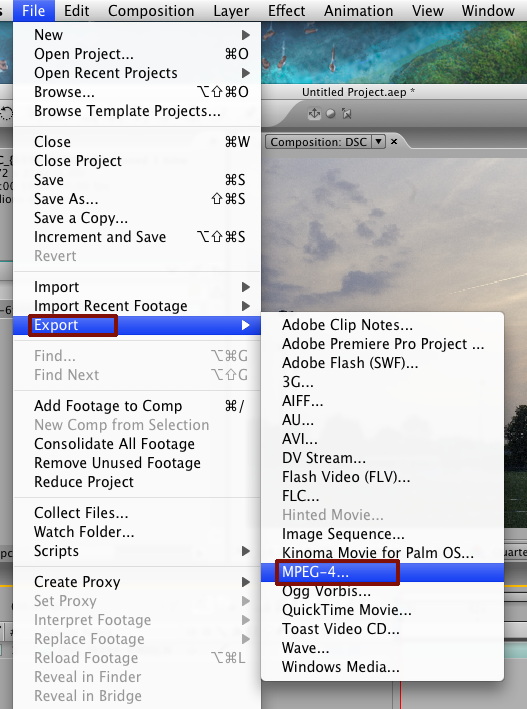 File Edit Composition Layer Effect Animation View Window
Untitled Project.aep *
Composition: DSC
New
Open Project... ⌘O
Open Recent Projects
Browse... ⌥⇧⌘O
Browse Template Projects...
Close ⌘W
Close Project
Save ⌘S
Save As... ⇧⌘S
Save a Copy...
Increment and Save ⌥⇧⌘S
Revert
Import
Import Recent Footage
Export
Find... ⌥⌘G
Find Next ⌥⇧G
Add Footage to Comp ⌘/
New Comp from Selection
Consolidate All Footage
Remove Unused Footage
Reduce Project
Collect Files...
Watch Folder...
Scripts
Create Proxy
Set Proxy
Interpret Footage
Replace Footage
Reload Footage ⌥⌘L
Reveal in Finder
Reveal in Bridge
Adobe Clip Notes...
Adobe Premiere Pro Project ...
Adobe Flash (SWF)...
3G...
AIFF...
AU...
AVI...
DV Stream...
Flash Video (FLV)...
FLC...
Hinted Movie...
Image Sequence...
Kinoma Movie for Palm OS...
MPEG-4...
Ogg Vorbis...
QuickTime Movie...
Toast Video CD...
Wave...
Windows Media...